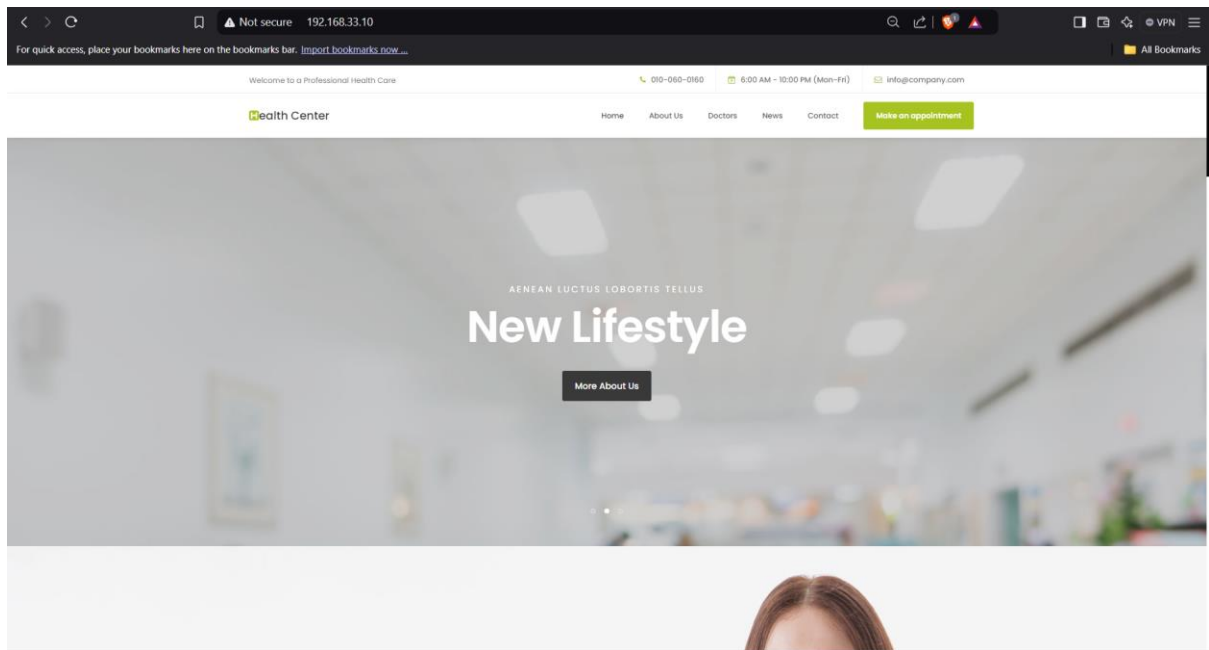 Not secure 192.168.33.10
VPN
For quick access, place your bookmarks here on the bookmarks bar. Import bookmarks now ...
All Bookmarks
Welcome to a Professional Health Care
010-060-0160
6:00 AM - 10:00 PM (Mon-Fri)
info@company.com
Health Center
Home
About Us
Doctors
News
Contact
Make an appointment
AENEAN LUCTUS LOBORTIS TELLUS
New Lifestyle
More About Us